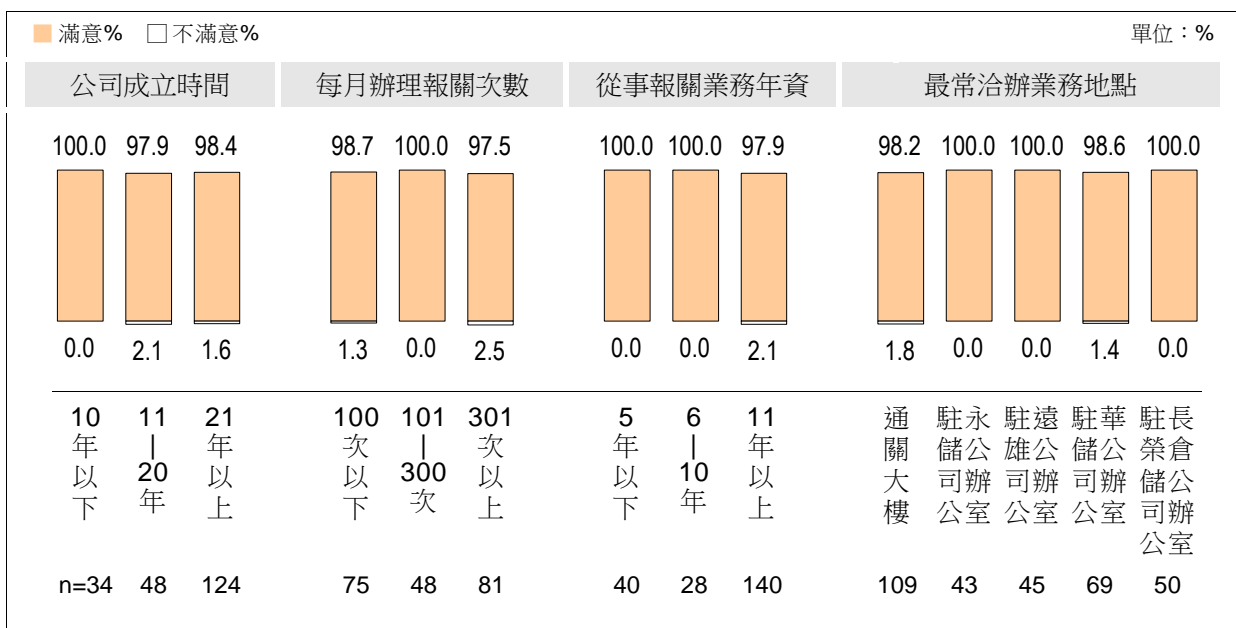 滿意% 不滿意%
單位：%
公司成立時間 每月辦理報關次數 從事報關業務年資 最常洽辦業務地點
100.0 97.9 98.4 98.7 100.0 97.5 100.0 100.0 97.9 98.2 100.0 100.0 98.6 100.0
0.0 2.1 1.6 1.3 0.0 2.5 0.0 0.0 2.1 1.8 0.0 0.0 1.4 0.0
10年以下
11|20年
21年以上
100次以下
101|300次
301次以上
5年以下
6|10年
11年以上
通關大樓
駐永儲公司辦公室
駐遠雄公司辦公室
駐華儲公司辦公室
駐長榮倉儲公司辦公室
n=34 48 124 75 48 81 40 28 140 109 43 45 69 50